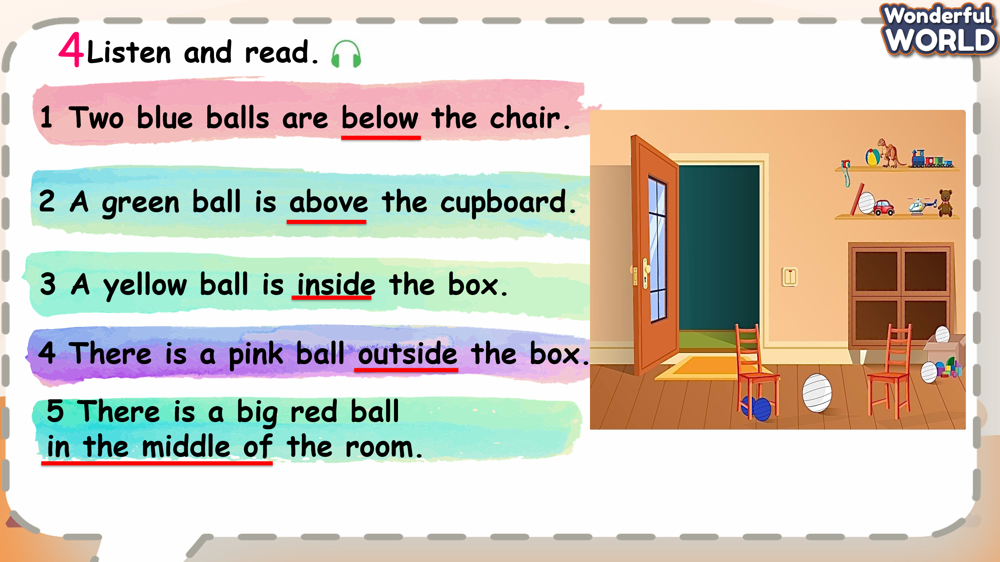 Wonderful
WORLD
4 Listen and read.
1 Two blue balls are below the chair.
2 A green ball is above the cupboard.
3 A yellow ball is inside the box.
4 There is a pink ball outside the box.
5 There is a big red ball
in the middle of the room.